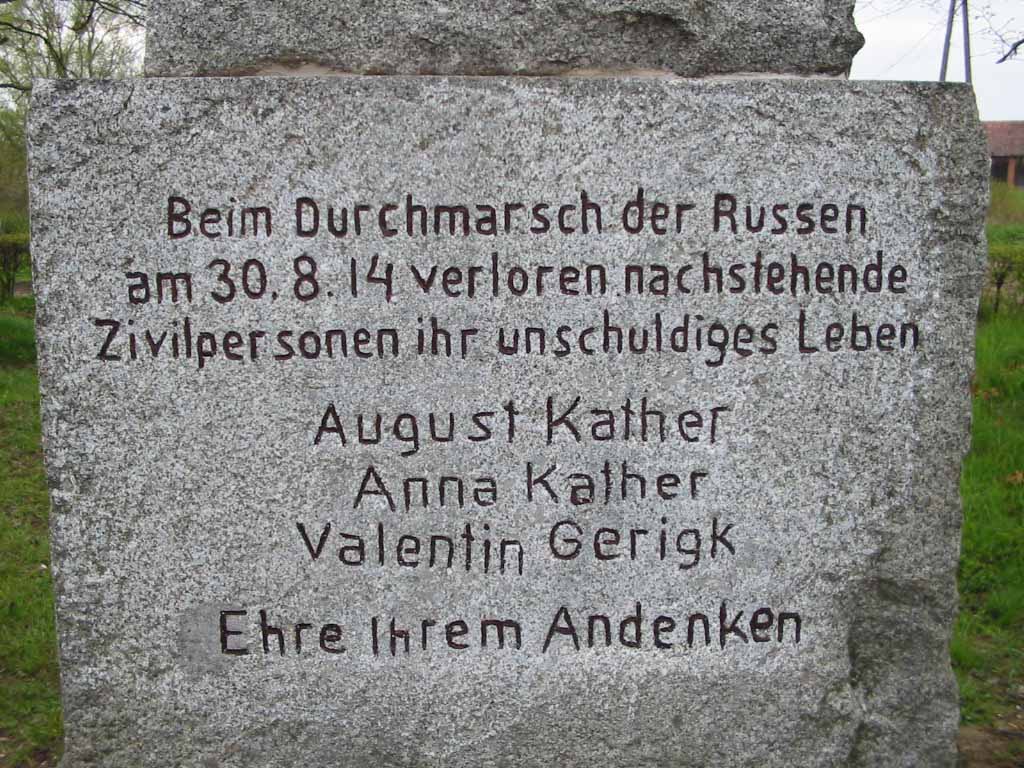 Beim Durchmarsch der Russen
am 30.8.14 verloren nachstehende
Zivilpersonen ihr unschuldiges Leben
August Kather
Anna Kather
Valentin Gerigk
Ehre Ihrem Andenken